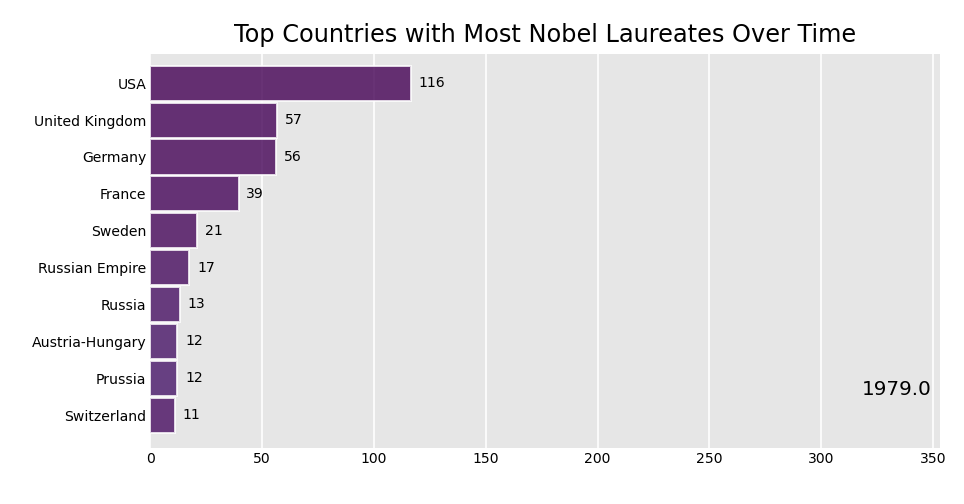 Top Countries with Most Nobel Laureates Over Time
USA 116
United Kingdom 57
Germany 56
France 39
Sweden 21
Russian Empire 17
Russia 13
Austria-Hungary 12
Prussia 12
1979.0
Switzerland 11
0 50 100 150 200 250 300 350